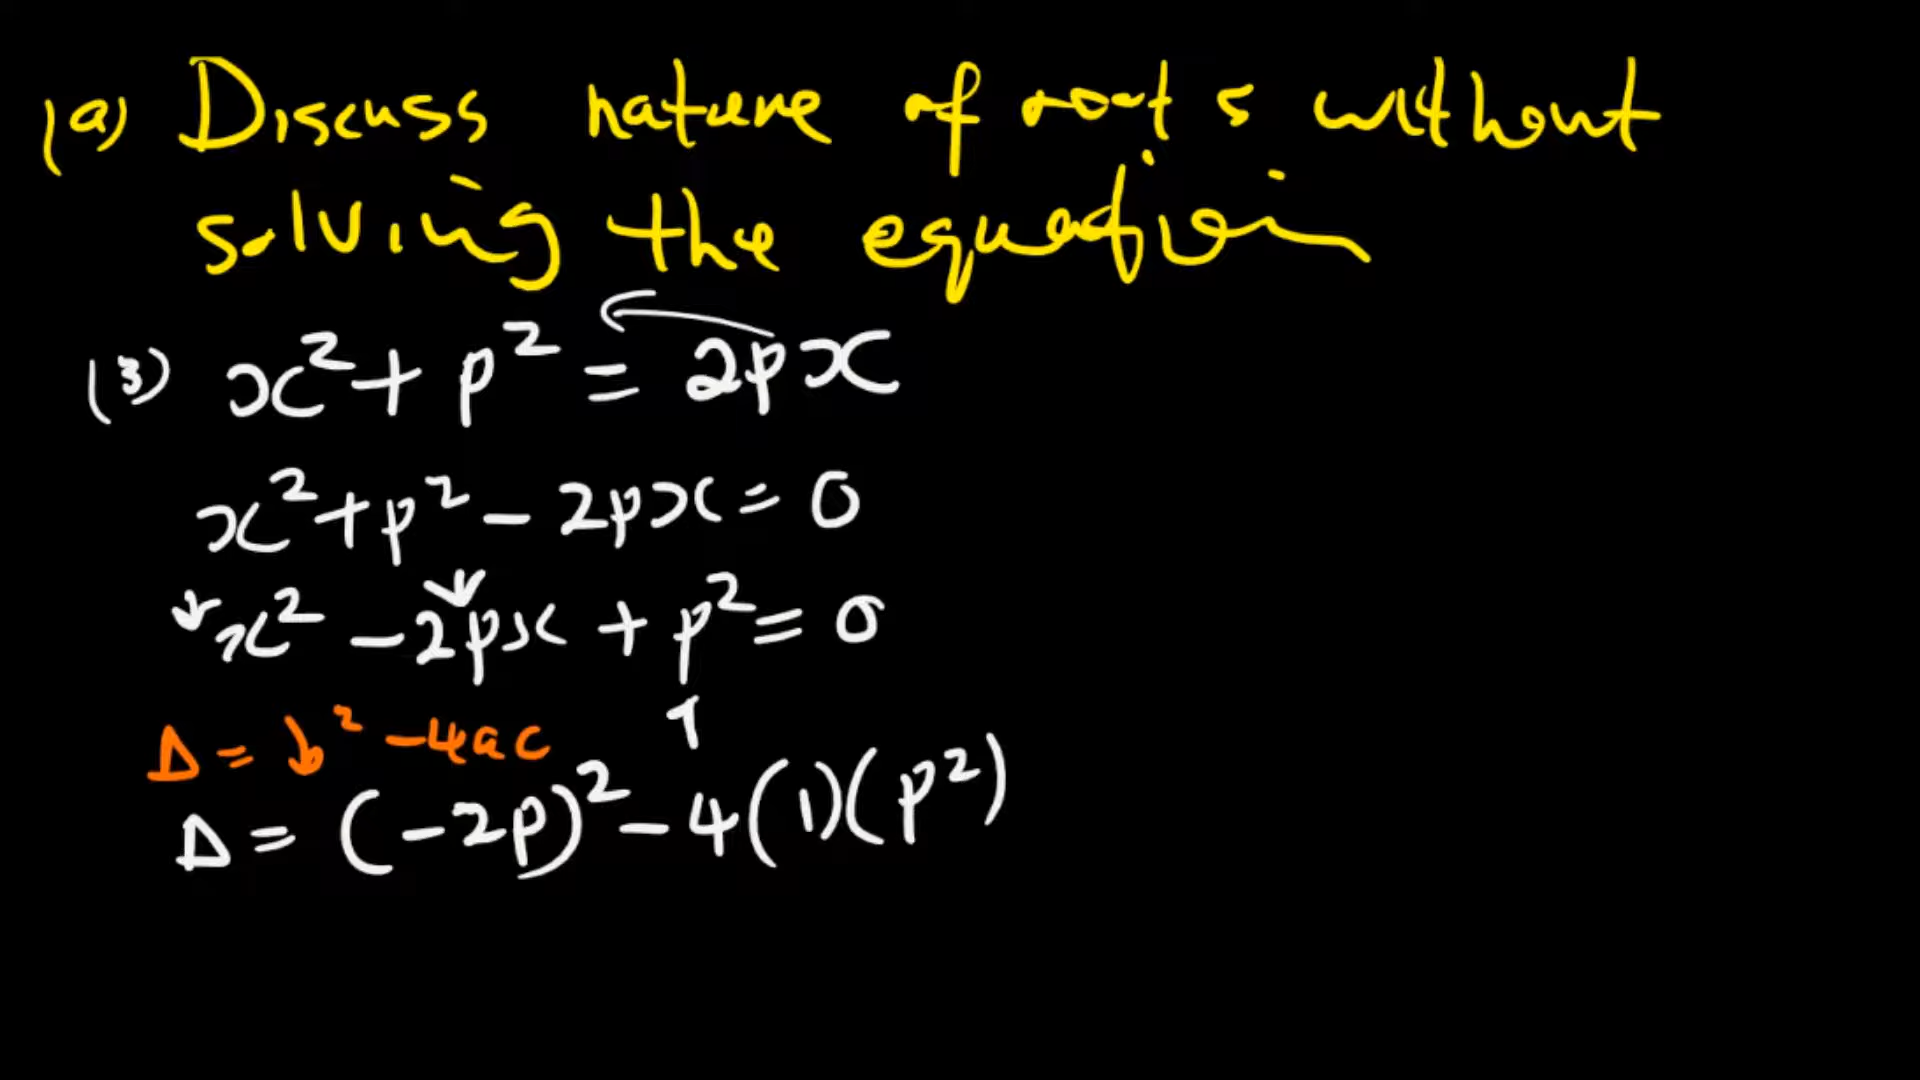 (a) Discuss nature of roots without
solving the equation
(3) x² + p² = 2px
x² + p² - 2px = 0
x² - 2px + p² = 0
Δ = b² - 4ac
Δ = (-2p)² - 4(1)(p²)